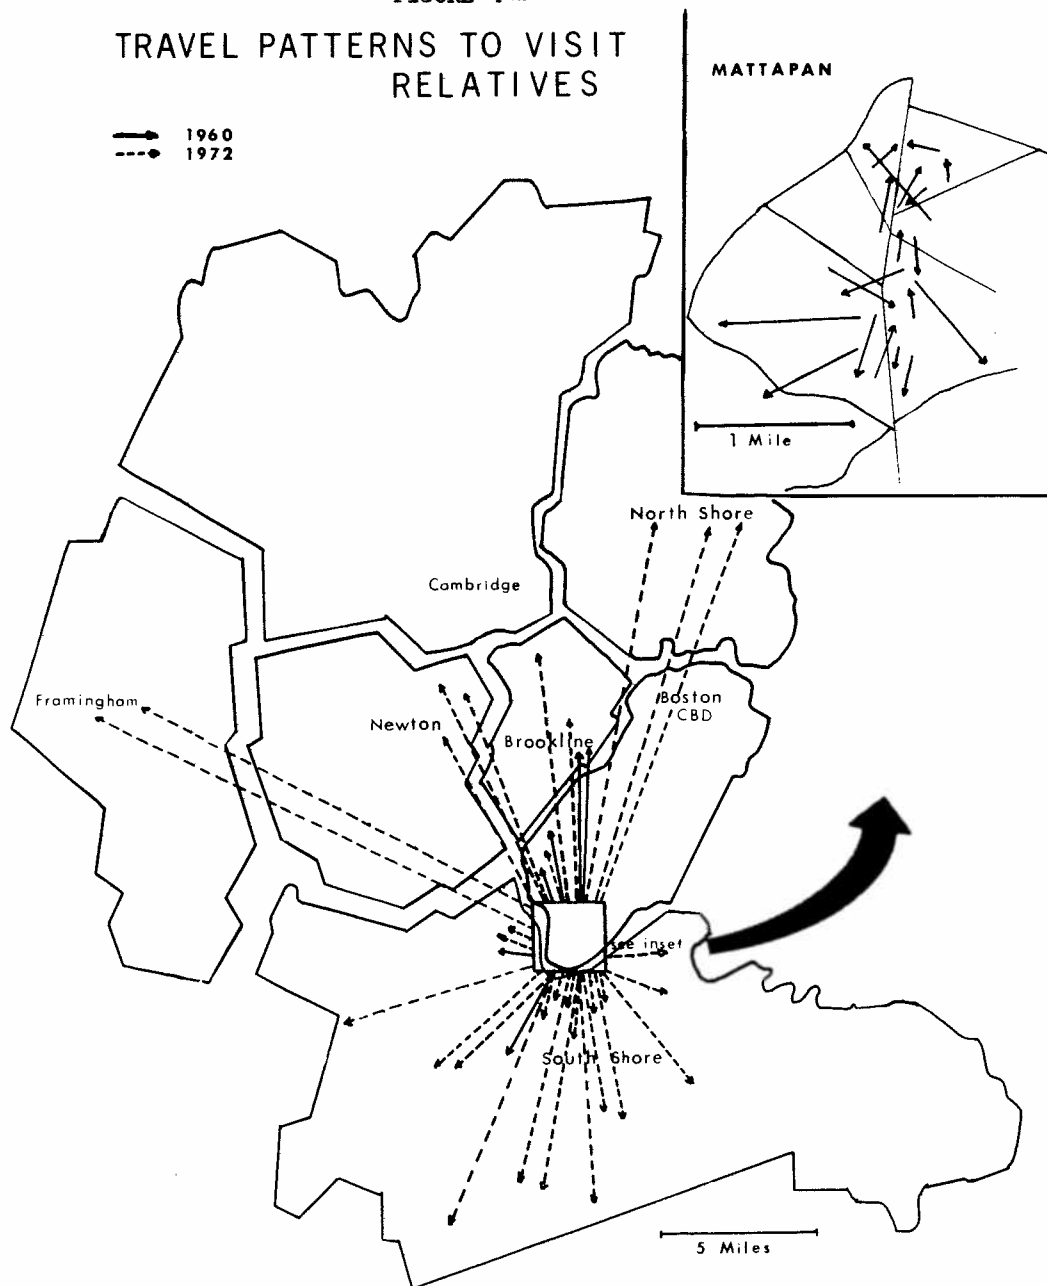 TRAVEL PATTERNS TO VISIT
RELATIVES
1960
1972
MATTAPAN
1 Mile
North Shore
Cambridge
Framingham
Newton
Brookline
Boston
CBD
see inset
South Shore
5 Miles